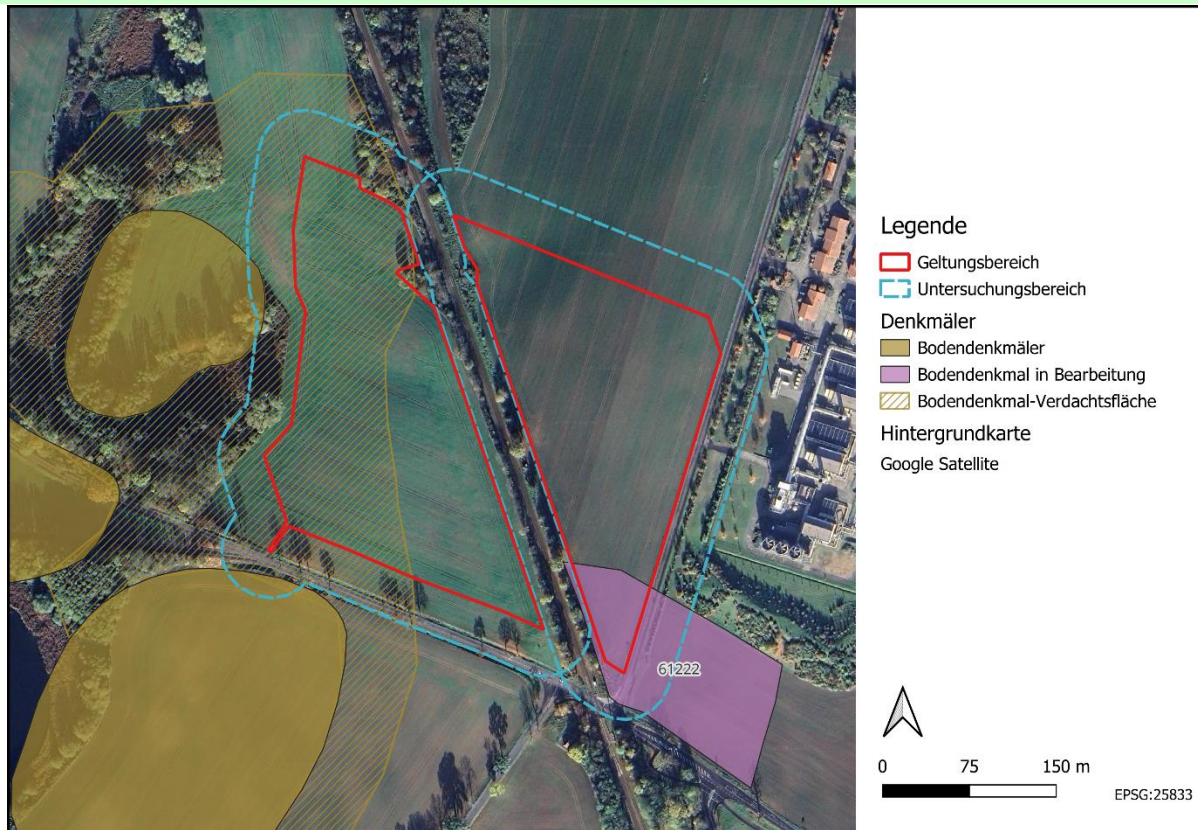 61222
Legende
Geltungsbereich
Untersuchungsbereich
Denkmäler
Bodendenkmäler
Bodendenkmal in Bearbeitung
Bodendenkmal-Verdachtsfläche
Hintergrundkarte
Google Satellite
0 75 150 m
EPSG:25833